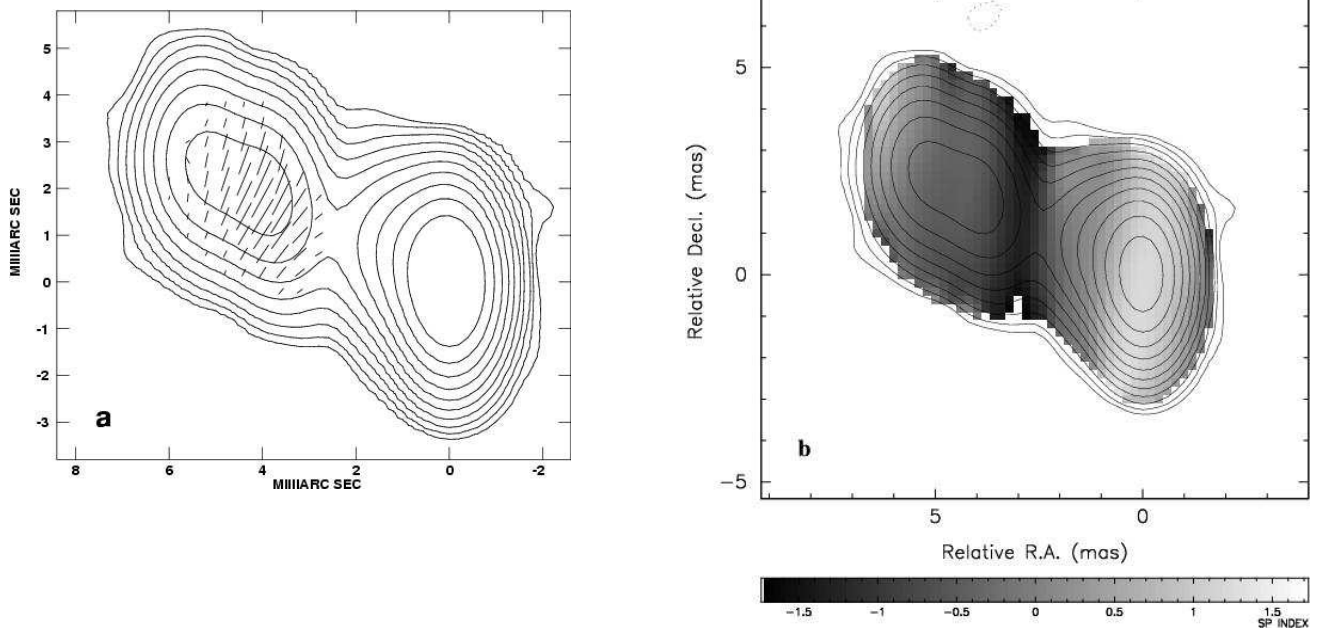 5
4
3
2
1
0
-1
-2
-3
MIlliARC SEC
a
8 6 4 2 0 -2
MIlliARC SEC
5
0
−5
Relative Decl. (mas)
b
5 0
Relative R.A. (mas)
−1.5 −1 −0.5 0 0.5 1 1.5
SP INDEX